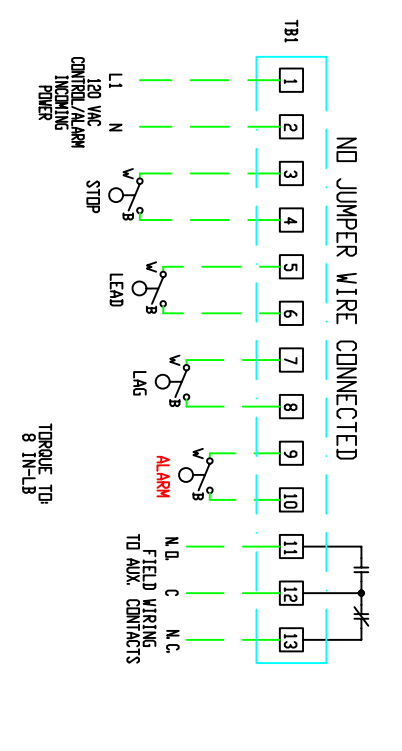 TB1
NO JUMPER WIRE CONNECTED
1
2
3
4
5
6
7
8
9
10
11
12
13
L1
N
120 VAC
CONTROL/ALARM
INCOMING
POWER
W
B
STOP
W
B
LEAD
W
B
LAG
W
B
ALARM
N.O.
C
N.C.
FIELD WIRING
TO AUX. CONTACTS
TORQUE TO:
8 IN-LB